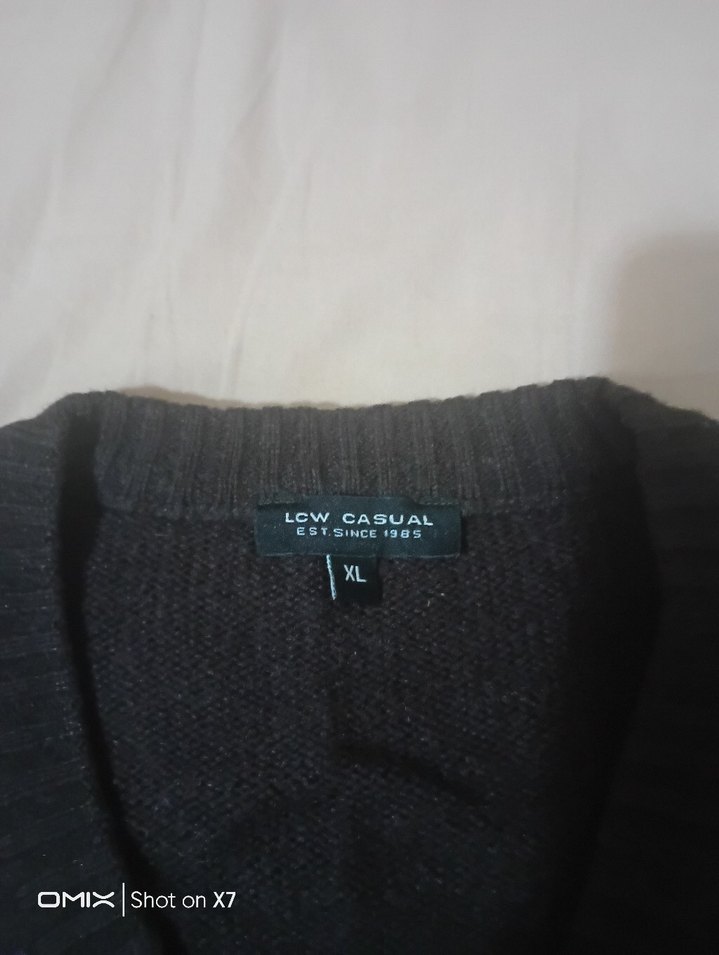 LCW CASUAL
EST. SINCE 1985
XL
OMIX | Shot on X7